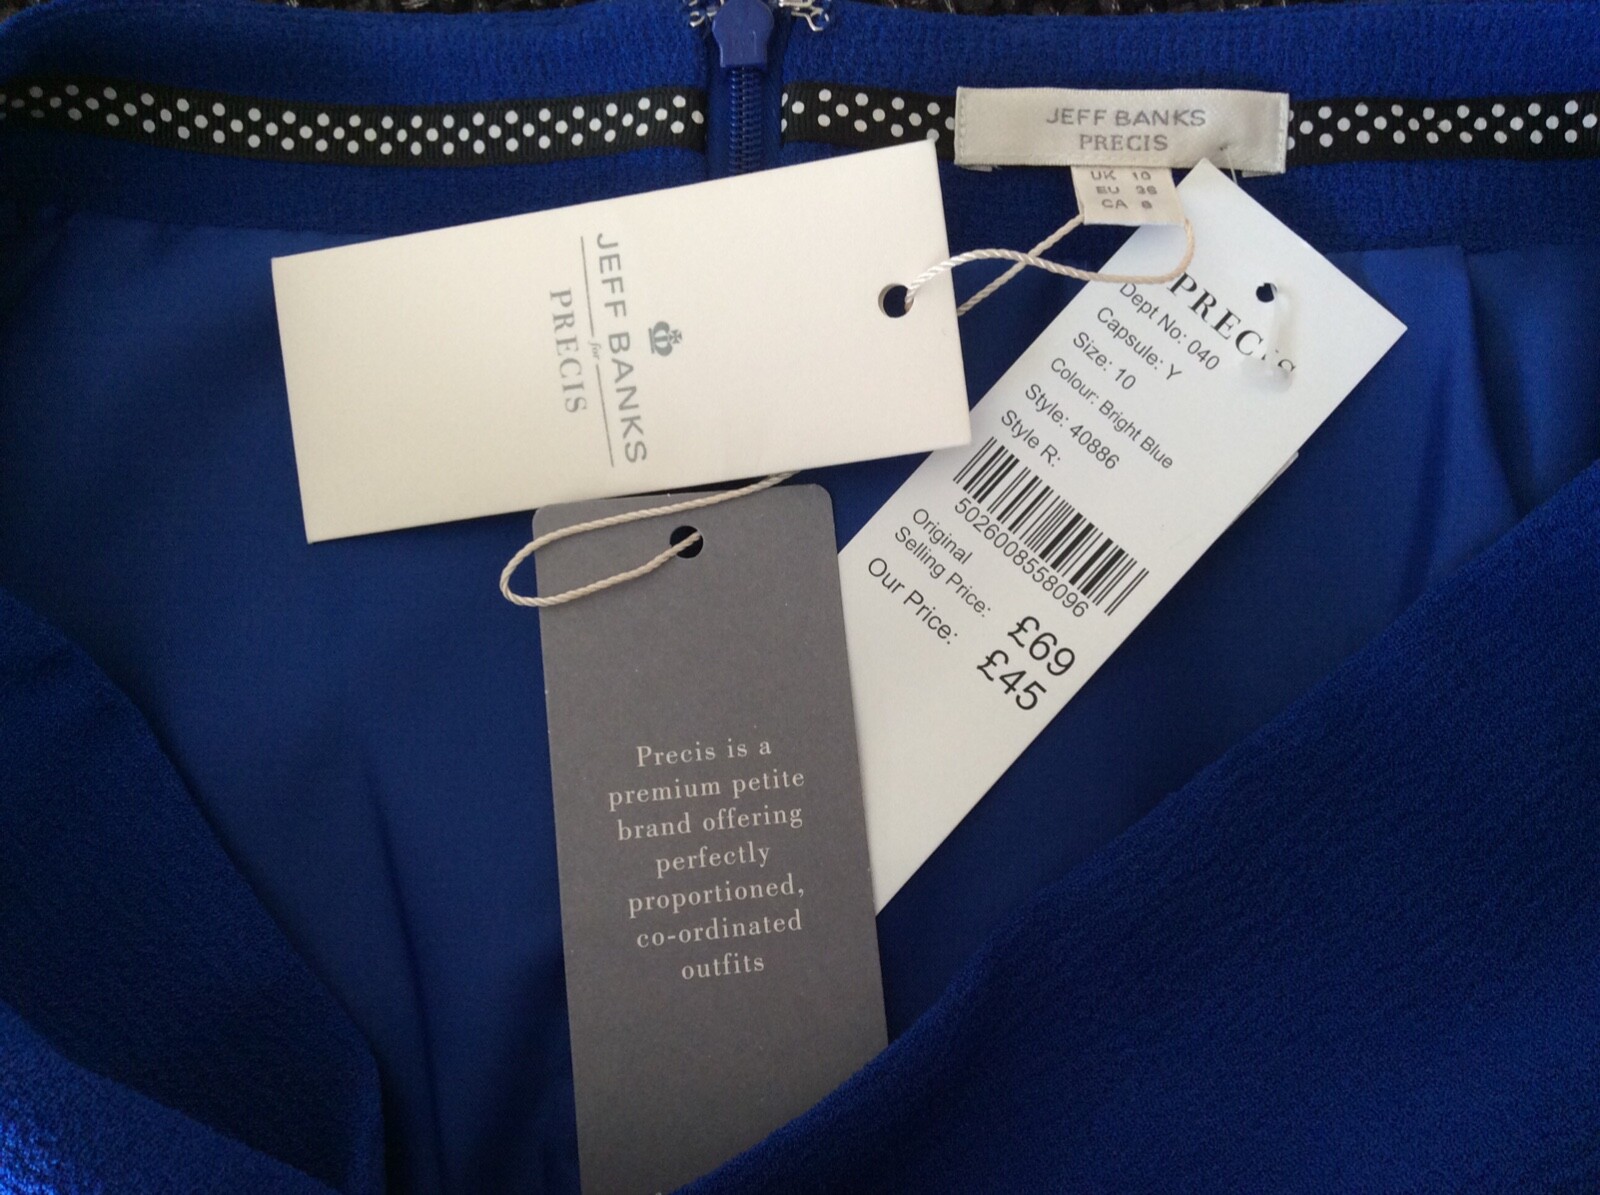 JEFF BANKS
PRECIS
UK 10
EU 36
CA 8
JEFF BANKS
for
PRECIS
PRECIS
Dept No: 040
Capsule: Y
Size: 10
Colour: Bright Blue
Style: 40886
Style R:
5026008558096
Original
Selling Price: £69
Our Price: £45
Precis is a
premium petite
brand offering
perfectly
proportioned,
co-ordinated
outfits